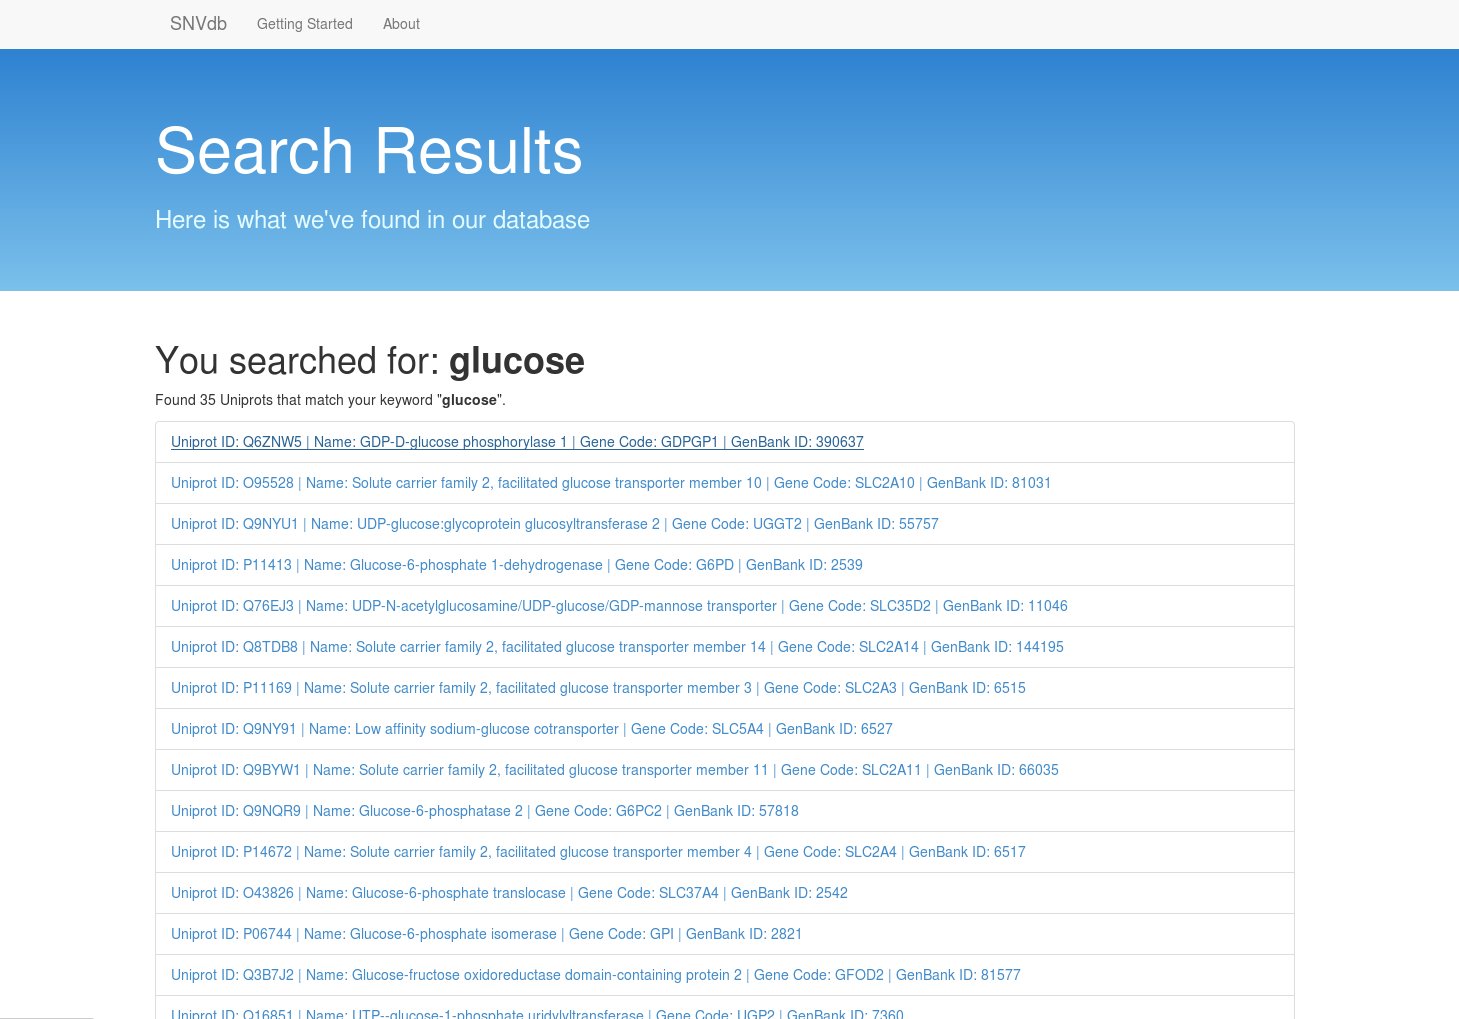 SNVdb Getting Started About
Search Results
Here is what we've found in our database
You searched for: glucose
Found 35 Uniprots that match your keyword "glucose".
Uniprot ID: Q6ZNW5 | Name: GDP-D-glucose phosphorylase 1 | Gene Code: GDPGP1 | GenBank ID: 390637
Uniprot ID: O95528 | Name: Solute carrier family 2, facilitated glucose transporter member 10 | Gene Code: SLC2A10 | GenBank ID: 81031
Uniprot ID: Q9NYU1 | Name: UDP-glucose:glycoprotein glucosyltransferase 2 | Gene Code: UGGT2 | GenBank ID: 55757
Uniprot ID: P11413 | Name: Glucose-6-phosphate 1-dehydrogenase | Gene Code: G6PD | GenBank ID: 2539
Uniprot ID: Q76EJ3 | Name: UDP-N-acetylglucosamine/UDP-glucose/GDP-mannose transporter | Gene Code: SLC35D2 | GenBank ID: 11046
Uniprot ID: Q8TDB8 | Name: Solute carrier family 2, facilitated glucose transporter member 14 | Gene Code: SLC2A14 | GenBank ID: 144195
Uniprot ID: P11169 | Name: Solute carrier family 2, facilitated glucose transporter member 3 | Gene Code: SLC2A3 | GenBank ID: 6515
Uniprot ID: Q9NY91 | Name: Low affinity sodium-glucose cotransporter | Gene Code: SLC5A4 | GenBank ID: 6527
Uniprot ID: Q9BYW1 | Name: Solute carrier family 2, facilitated glucose transporter member 11 | Gene Code: SLC2A11 | GenBank ID: 66035
Uniprot ID: Q9NQR9 | Name: Glucose-6-phosphatase 2 | Gene Code: G6PC2 | GenBank ID: 57818
Uniprot ID: P14672 | Name: Solute carrier family 2, facilitated glucose transporter member 4 | Gene Code: SLC2A4 | GenBank ID: 6517
Uniprot ID: O43826 | Name: Glucose-6-phosphate translocase | Gene Code: SLC37A4 | GenBank ID: 2542
Uniprot ID: P06744 | Name: Glucose-6-phosphate isomerase | Gene Code: GPI | GenBank ID: 2821
Uniprot ID: Q3B7J2 | Name: Glucose-fructose oxidoreductase domain-containing protein 2 | Gene Code: GFOD2 | GenBank ID: 81577
Uniprot ID: Q16851 | Name: UTP--glucose-1-phosphate uridylyltransferase | Gene Code: UGP2 | GenBank ID: 7360